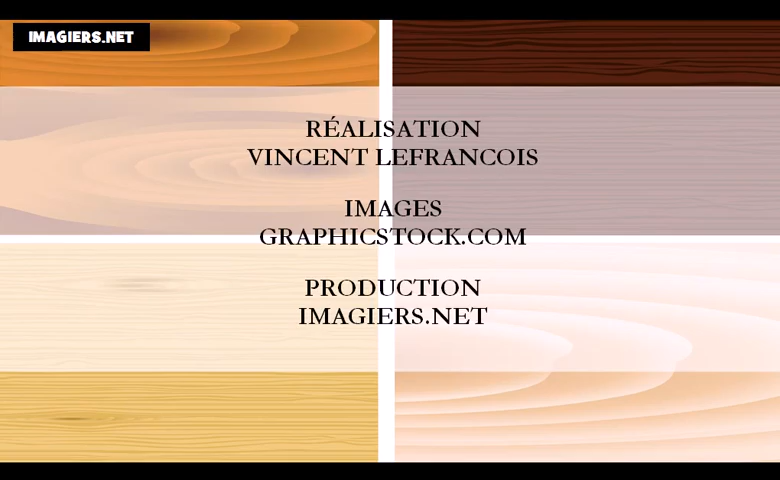 IMAGIERS.NET
RÉALISATION
VINCENT LEFRANCOIS
IMAGES
GRAPHICSTOCK.COM
PRODUCTION
IMAGIERS.NET